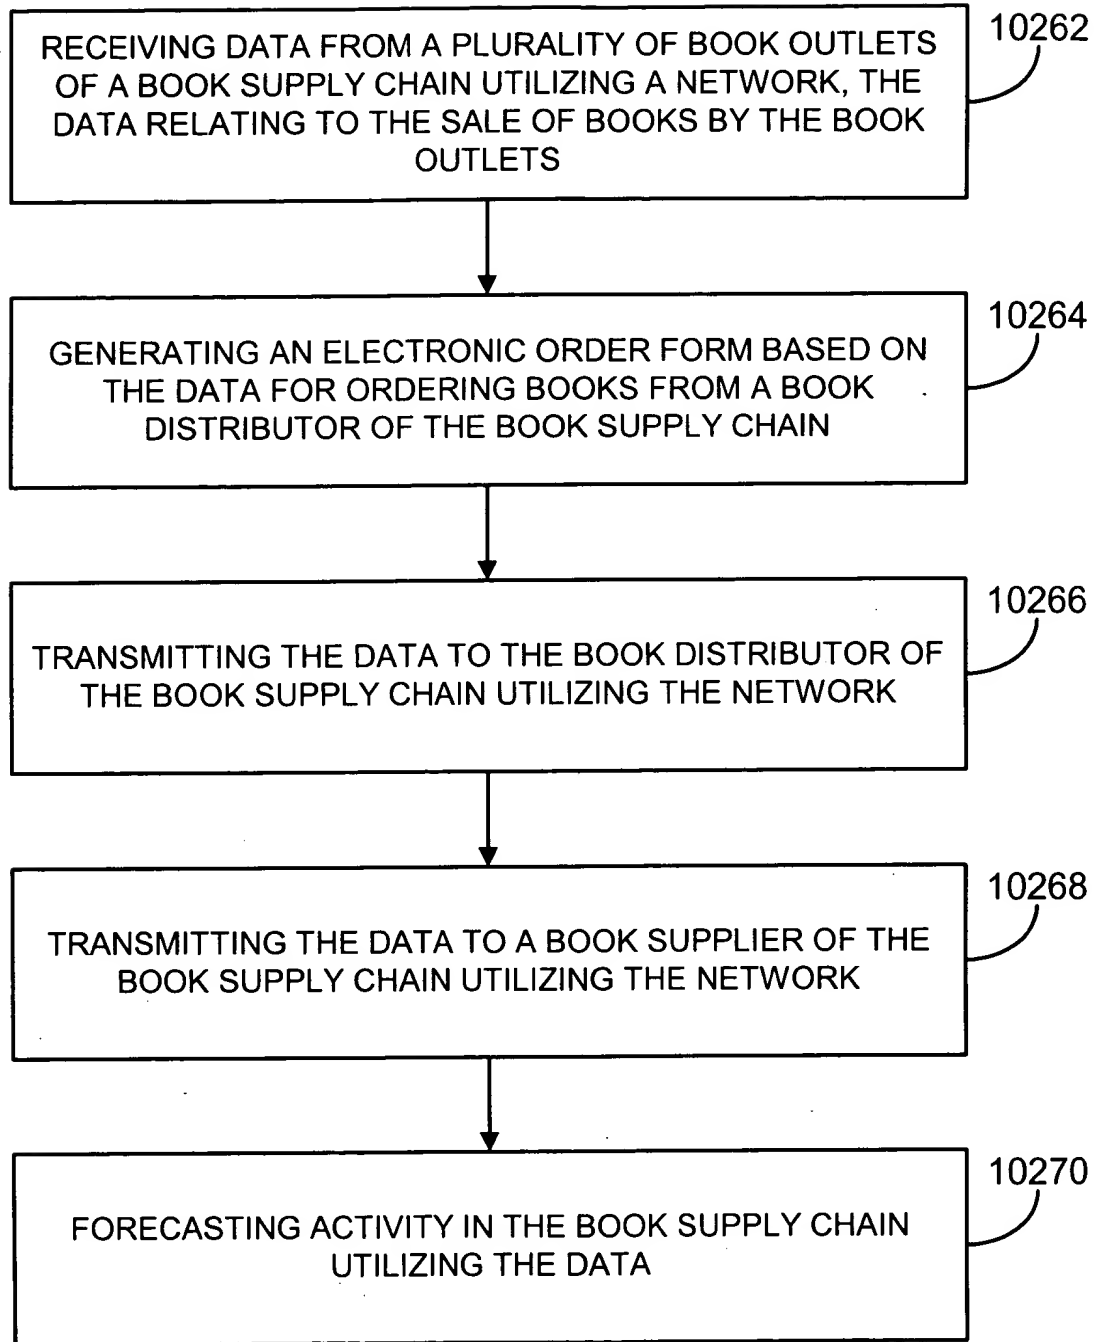 RECEIVING DATA FROM A PLURALITY OF BOOK OUTLETS
OF A BOOK SUPPLY CHAIN UTILIZING A NETWORK, THE
DATA RELATING TO THE SALE OF BOOKS BY THE BOOK
OUTLETS
10262
GENERATING AN ELECTRONIC ORDER FORM BASED ON
THE DATA FOR ORDERING BOOKS FROM A BOOK
DISTRIBUTOR OF THE BOOK SUPPLY CHAIN
10264
TRANSMITTING THE DATA TO THE BOOK DISTRIBUTOR OF
THE BOOK SUPPLY CHAIN UTILIZING THE NETWORK
10266
TRANSMITTING THE DATA TO A BOOK SUPPLIER OF THE
BOOK SUPPLY CHAIN UTILIZING THE NETWORK
10268
FORECASTING ACTIVITY IN THE BOOK SUPPLY CHAIN
UTILIZING THE DATA
10270